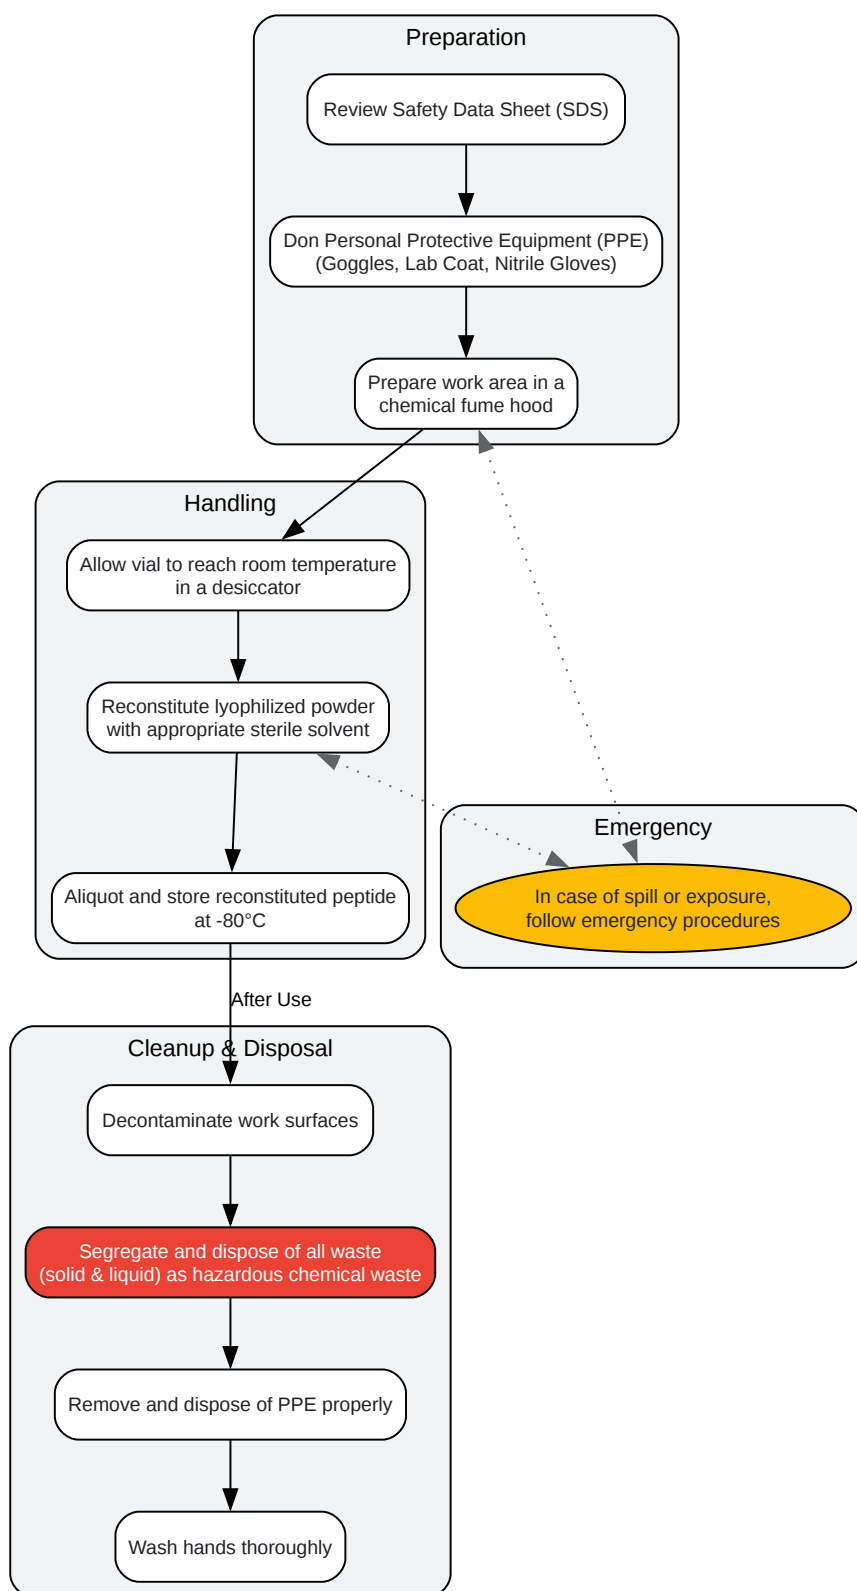 Preparation
Review Safety Data Sheet (SDS)
Don Personal Protective Equipment (PPE)
(Goggles, Lab Coat, Nitrile Gloves)
Prepare work area in a
chemical fume hood
Handling
Allow vial to reach room temperature
in a desiccator
Reconstitute lyophilized powder
with appropriate sterile solvent
Aliquot and store reconstituted peptide
at -80°C
Emergency
In case of spill or exposure,
follow emergency procedures
After Use
Cleanup & Disposal
Decontaminate work surfaces
Segregate and dispose of all waste
(solid & liquid) as hazardous chemical waste
Remove and dispose of PPE properly
Wash hands thoroughly